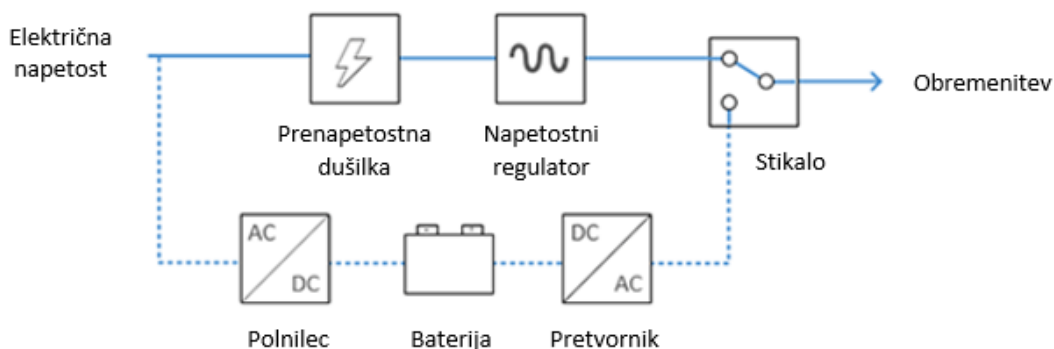 Električna
napetost
Prenapetostna
dušilka
Napetostni
regulator
Stikalo
Obremenitev
AC
DC
DC
AC
Polnilec
Baterija
Pretvornik